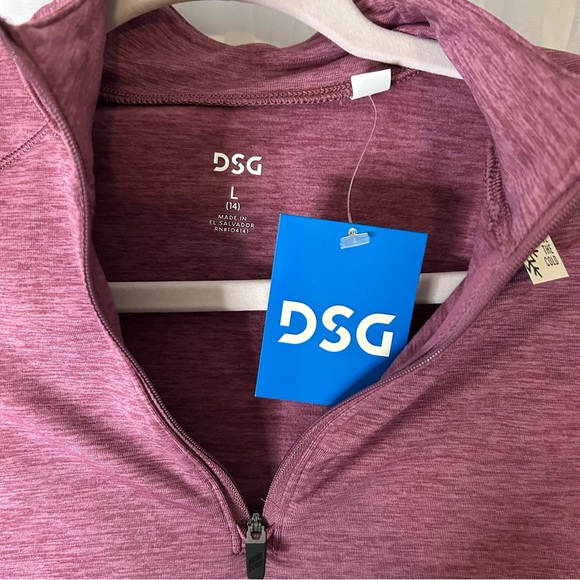 DSG
L
(14)
MADE IN
EL SALVADOR
RN#104141
DSG
THE
COLD